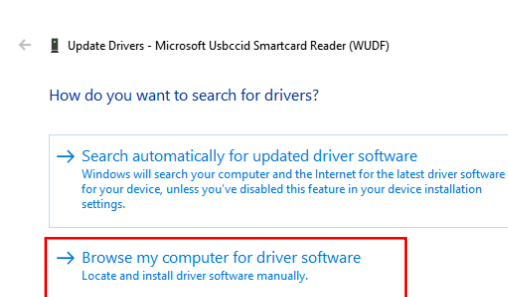 Update Drivers - Microsoft Usbccid Smartcard Reader (WUDF)
How do you want to search for drivers?
Search automatically for updated driver software
Windows will search your computer and the Internet for the latest driver software
for your device, unless you've disabled this feature in your device installation
settings.
Browse my computer for driver software
Locate and install driver software manually.